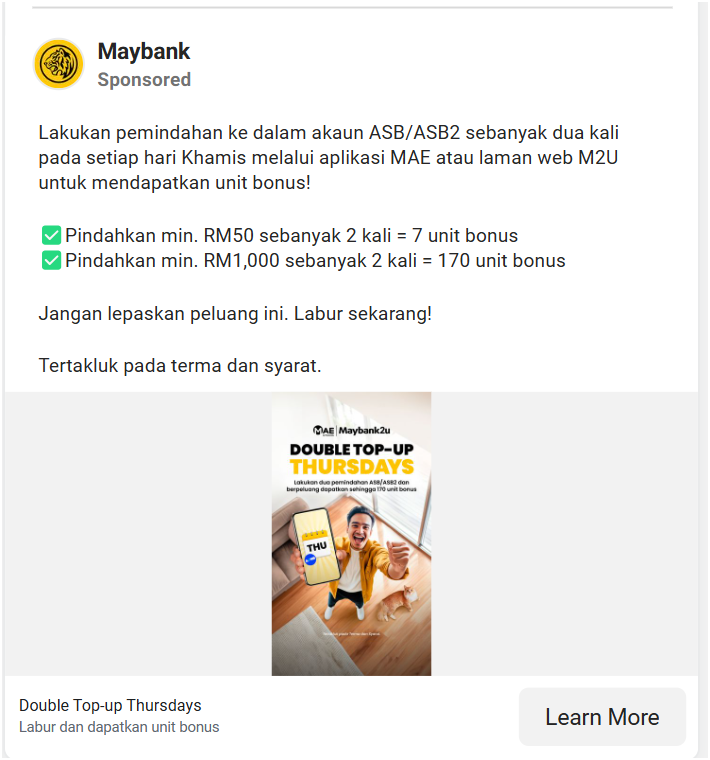 Maybank
Sponsored
Lakukan pemindahan ke dalam akaun ASB/ASB2 sebanyak dua kali
pada setiap hari Khamis melalui aplikasi MAE atau laman web M2U
untuk mendapatkan unit bonus!
✅Pindahkan min. RM50 sebanyak 2 kali = 7 unit bonus
✅Pindahkan min. RM1,000 sebanyak 2 kali = 170 unit bonus
Jangan lepaskan peluang ini. Labur sekarang!
Tertakluk pada terma dan syarat.
MAE | Maybank2u
DOUBLE TOP-UP
THURSDAYS
Lakukan dua pemindahan ASB/ASB2 dan
berpeluang dapatkan sehingga 170 unit bonus
THU
Double Top-up Thursdays
Labur dan dapatkan unit bonus
Learn More